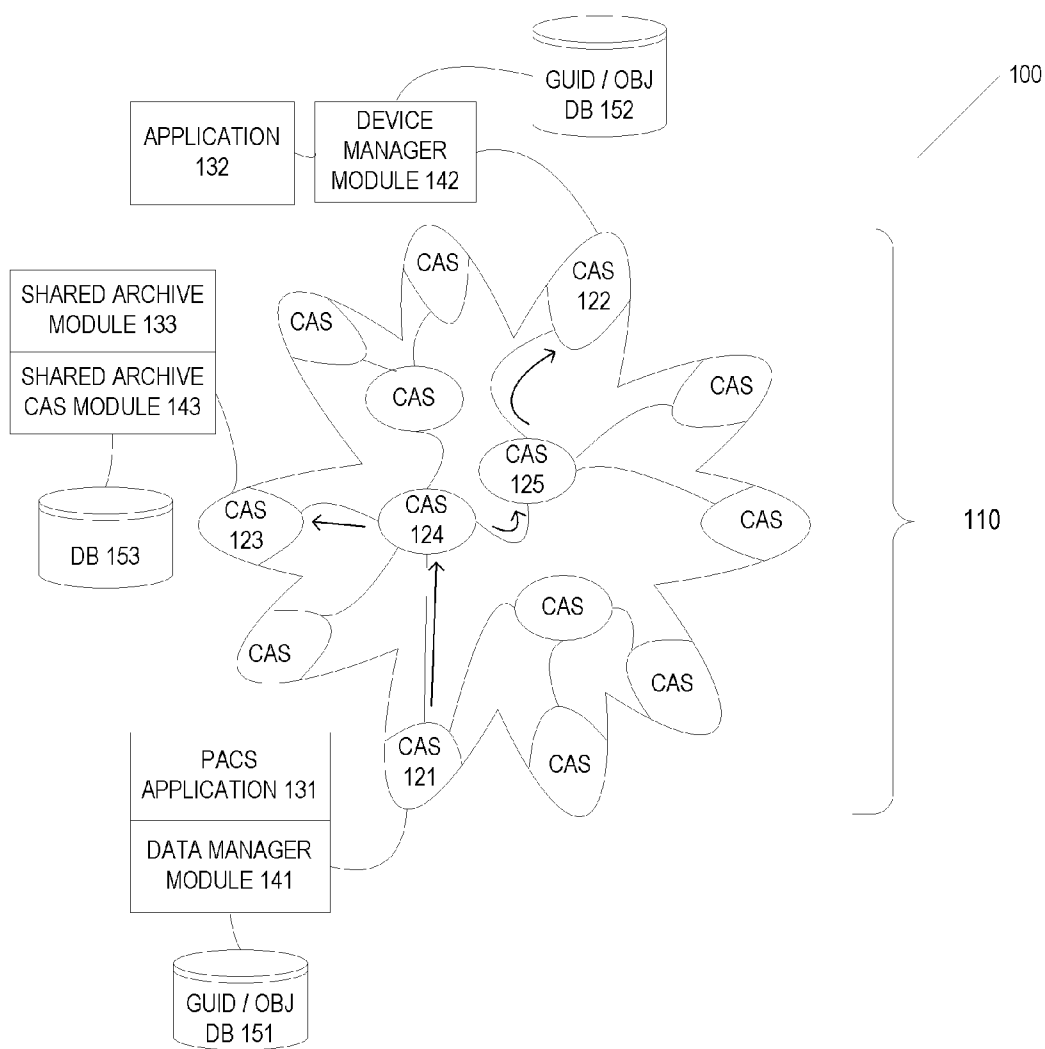 GUID / OBJ
DB 152
100
APPLICATION
132
DEVICE
MANAGER
MODULE 142
CAS
CAS
122
SHARED ARCHIVE
MODULE 133
SHARED ARCHIVE
CAS MODULE 143
CAS
CAS
CAS
CAS
125
CAS
123
CAS
124
CAS
110
DB 153
CAS
CAS
CAS
CAS
CAS
121
PACS
APPLICATION 131
DATA MANAGER
MODULE 141
GUID / OBJ
DB 151